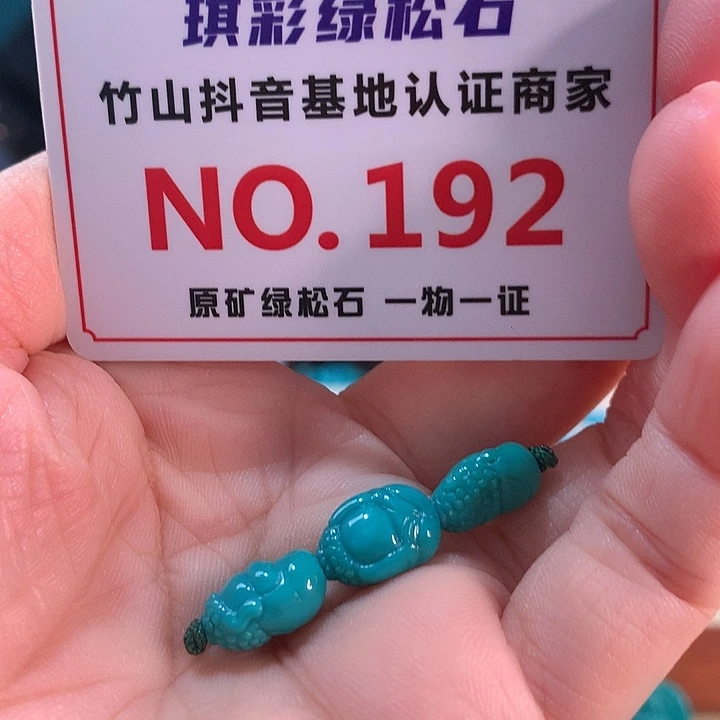 琪彩绿松石
竹山抖音基地认证商家
NO.192
原矿绿松石 一物一证